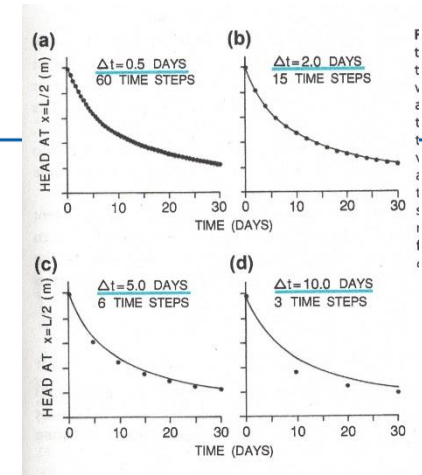 (a)
Δt=0.5 DAYS
60 TIME STEPS
HEAD AT x=L/2 (m)
0 10 20 30
(b)
Δt=2.0 DAYS
15 TIME STEPS
0 10 20 30
TIME (DAYS)
(c)
Δt=5.0 DAYS
6 TIME STEPS
HEAD AT x=L/2 (m)
0 10 20 30
(d)
Δt=10.0 DAYS
3 TIME STEPS
0 10 20 30
TIME (DAYS)